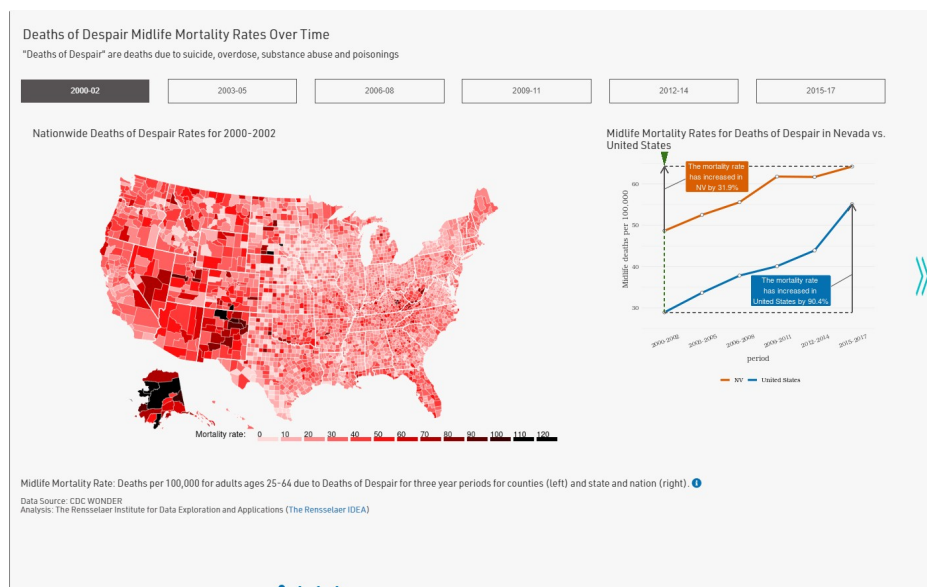 Deaths of Despair Midlife Mortality Rates Over Time
"Deaths of Despair" are deaths due to suicide, overdose, substance abuse and poisonings
2000-02
2003-05
2006-08
2009-11
2012-14
2015-17
Nationwide Deaths of Despair Rates for 2000-2002
Mortality rate:
0 10 20 30 40 50 60 70 80 90 100 110 120
Midlife Mortality Rates for Deaths of Despair in Nevada vs.
United States
The mortality rate
has increased in
NV by 31.9%
The mortality rate
has increased in
United States by 90.4%
Midlife deaths per 100,000
60
50
40
30
2000-2002
2003-2005
2006-2008
2009-2011
2012-2014
2015-2017
period
NV
United States
Midlife Mortality Rate: Deaths per 100,000 for adults ages 25-64 due to Deaths of Despair for three year periods for counties (left) and state and nation (right).
Data Source: CDC WONDER
Analysis: The Rensselaer Institute for Data Exploration and Applications (The Rensselaer IDEA)